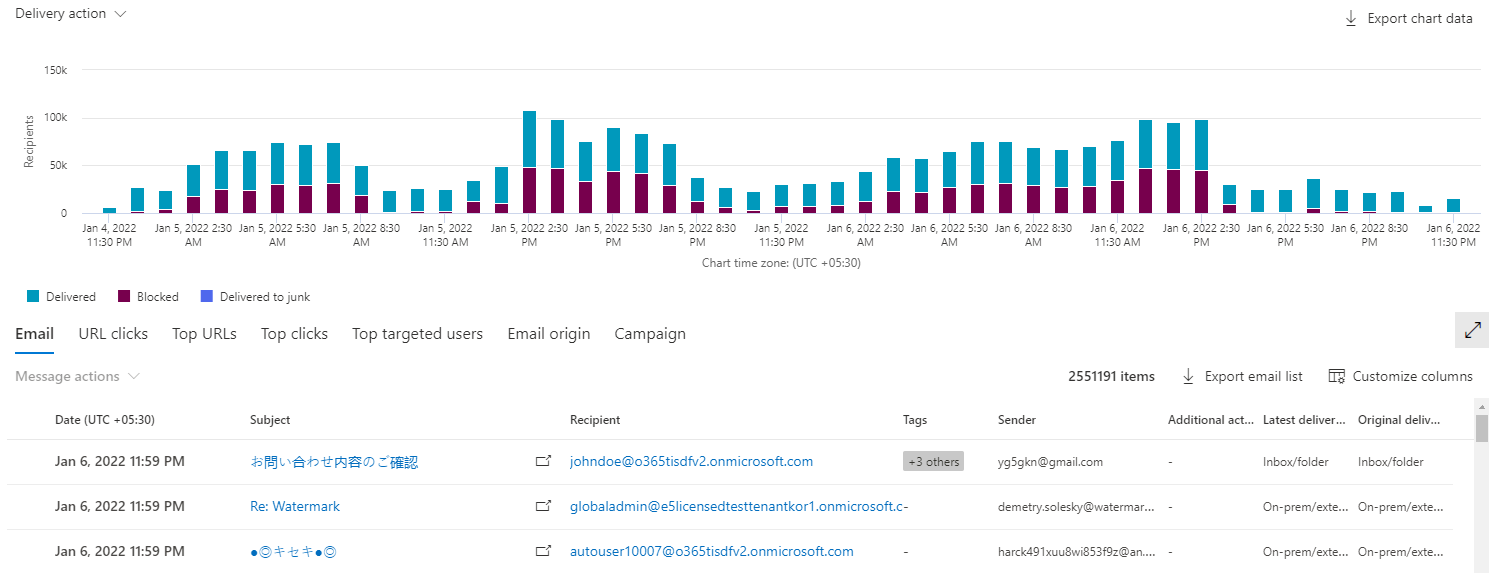 Delivery action
Export chart data
150k
100k
50k
0
Recipients
Jan 4, 2022 11:30 PM
Jan 5, 2022 2:30 AM
Jan 5, 2022 5:30 AM
Jan 5, 2022 8:30 AM
Jan 5, 2022 11:30 AM
Jan 5, 2022 2:30 PM
Jan 5, 2022 5:30 PM
Jan 5, 2022 8:30 PM
Jan 5, 2022 11:30 PM
Jan 6, 2022 2:30 AM
Jan 6, 2022 5:30 AM
Jan 6, 2022 8:30 AM
Jan 6, 2022 11:30 AM
Jan 6, 2022 2:30 PM
Jan 6, 2022 5:30 PM
Jan 6, 2022 8:30 PM
Jan 6, 2022 11:30 PM
Chart time zone: (UTC +05:30)
Delivered Blocked Delivered to junk
Email URL clicks Top URLs Top clicks Top targeted users Email origin Campaign
Message actions 2551191 items Export email list Customize columns
Date (UTC +05:30) Subject Recipient Tags Sender Additional act... Latest deliver... Original deliv...
Jan 6, 2022 11:59 PM お問い合わせ内容のご確認 johndoe@o365tisdfv2.onmicrosoft.com +3 others yg5gkn@gmail.com - Inbox/folder Inbox/folder
Jan 6, 2022 11:59 PM Re: Watermark globaladmin@e5licensedtesttenantkor1.onmicrosoft.c- demetry.solesky@watermar... - On-prem/exte... On-prem/exte...
Jan 6, 2022 11:59 PM ●◎キセキ●◎ autouser10007@o365tisdfv2.onmicrosoft.com - harck491xuu8wi853f9z@an.... - On-prem/exte... On-prem/exte...